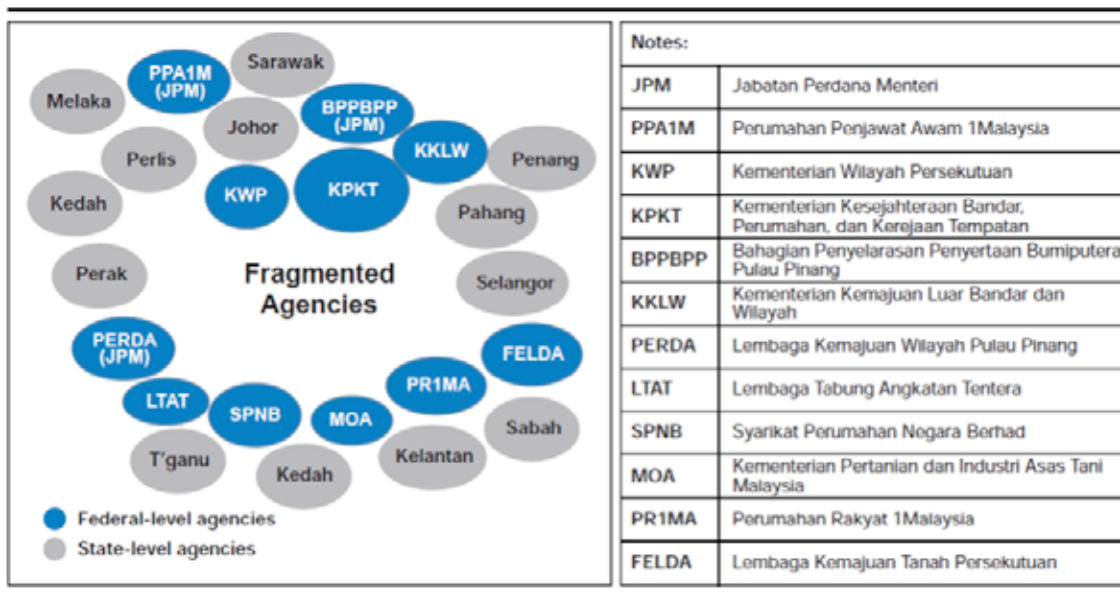 Sarawak
PPA1M
(JPM)
Melaka
BPPBPP
(JPM)
Johor
KKLW
Perlis
Penang
KWP
KPKT
Kedah
Pahang
Perak
Fragmented
Agencies
Selangor
PERDA
(JPM)
FELDA
PR1MA
LTAT
SPNB
MOA
Sabah
T'ganu
Kedah
Kelantan
Federal-level agencies
State-level agencies
Notes:
JPM Jabatan Perdana Menteri
PPA1M Perumahan Penjawat Awam 1Malaysia
KWP Kementerian Wilayah Persekutuan
KPKT Kementerian Kesejahteraan Bandar,
Perumahan, dan Kerejaan Tempatan
BPPBPP Bahagian Penyelarasan Penyertaan Bumiputera
Pulau Pinang
KKLW Kementerian Kemajuan Luar Bandar dan
Wilayah
PERDA Lembaga Kemajuan Wilayah Pulau Pinang
LTAT Lembaga Tabung Angkatan Tentera
SPNB Syarikat Perumahan Negara Berhad
MOA Kementerian Pertanian dan Industri Asas Tani
Malaysia
PR1MA Perumahan Rakyat 1Malaysia
FELDA Lembaga Kemajuan Tanah Persekutuan